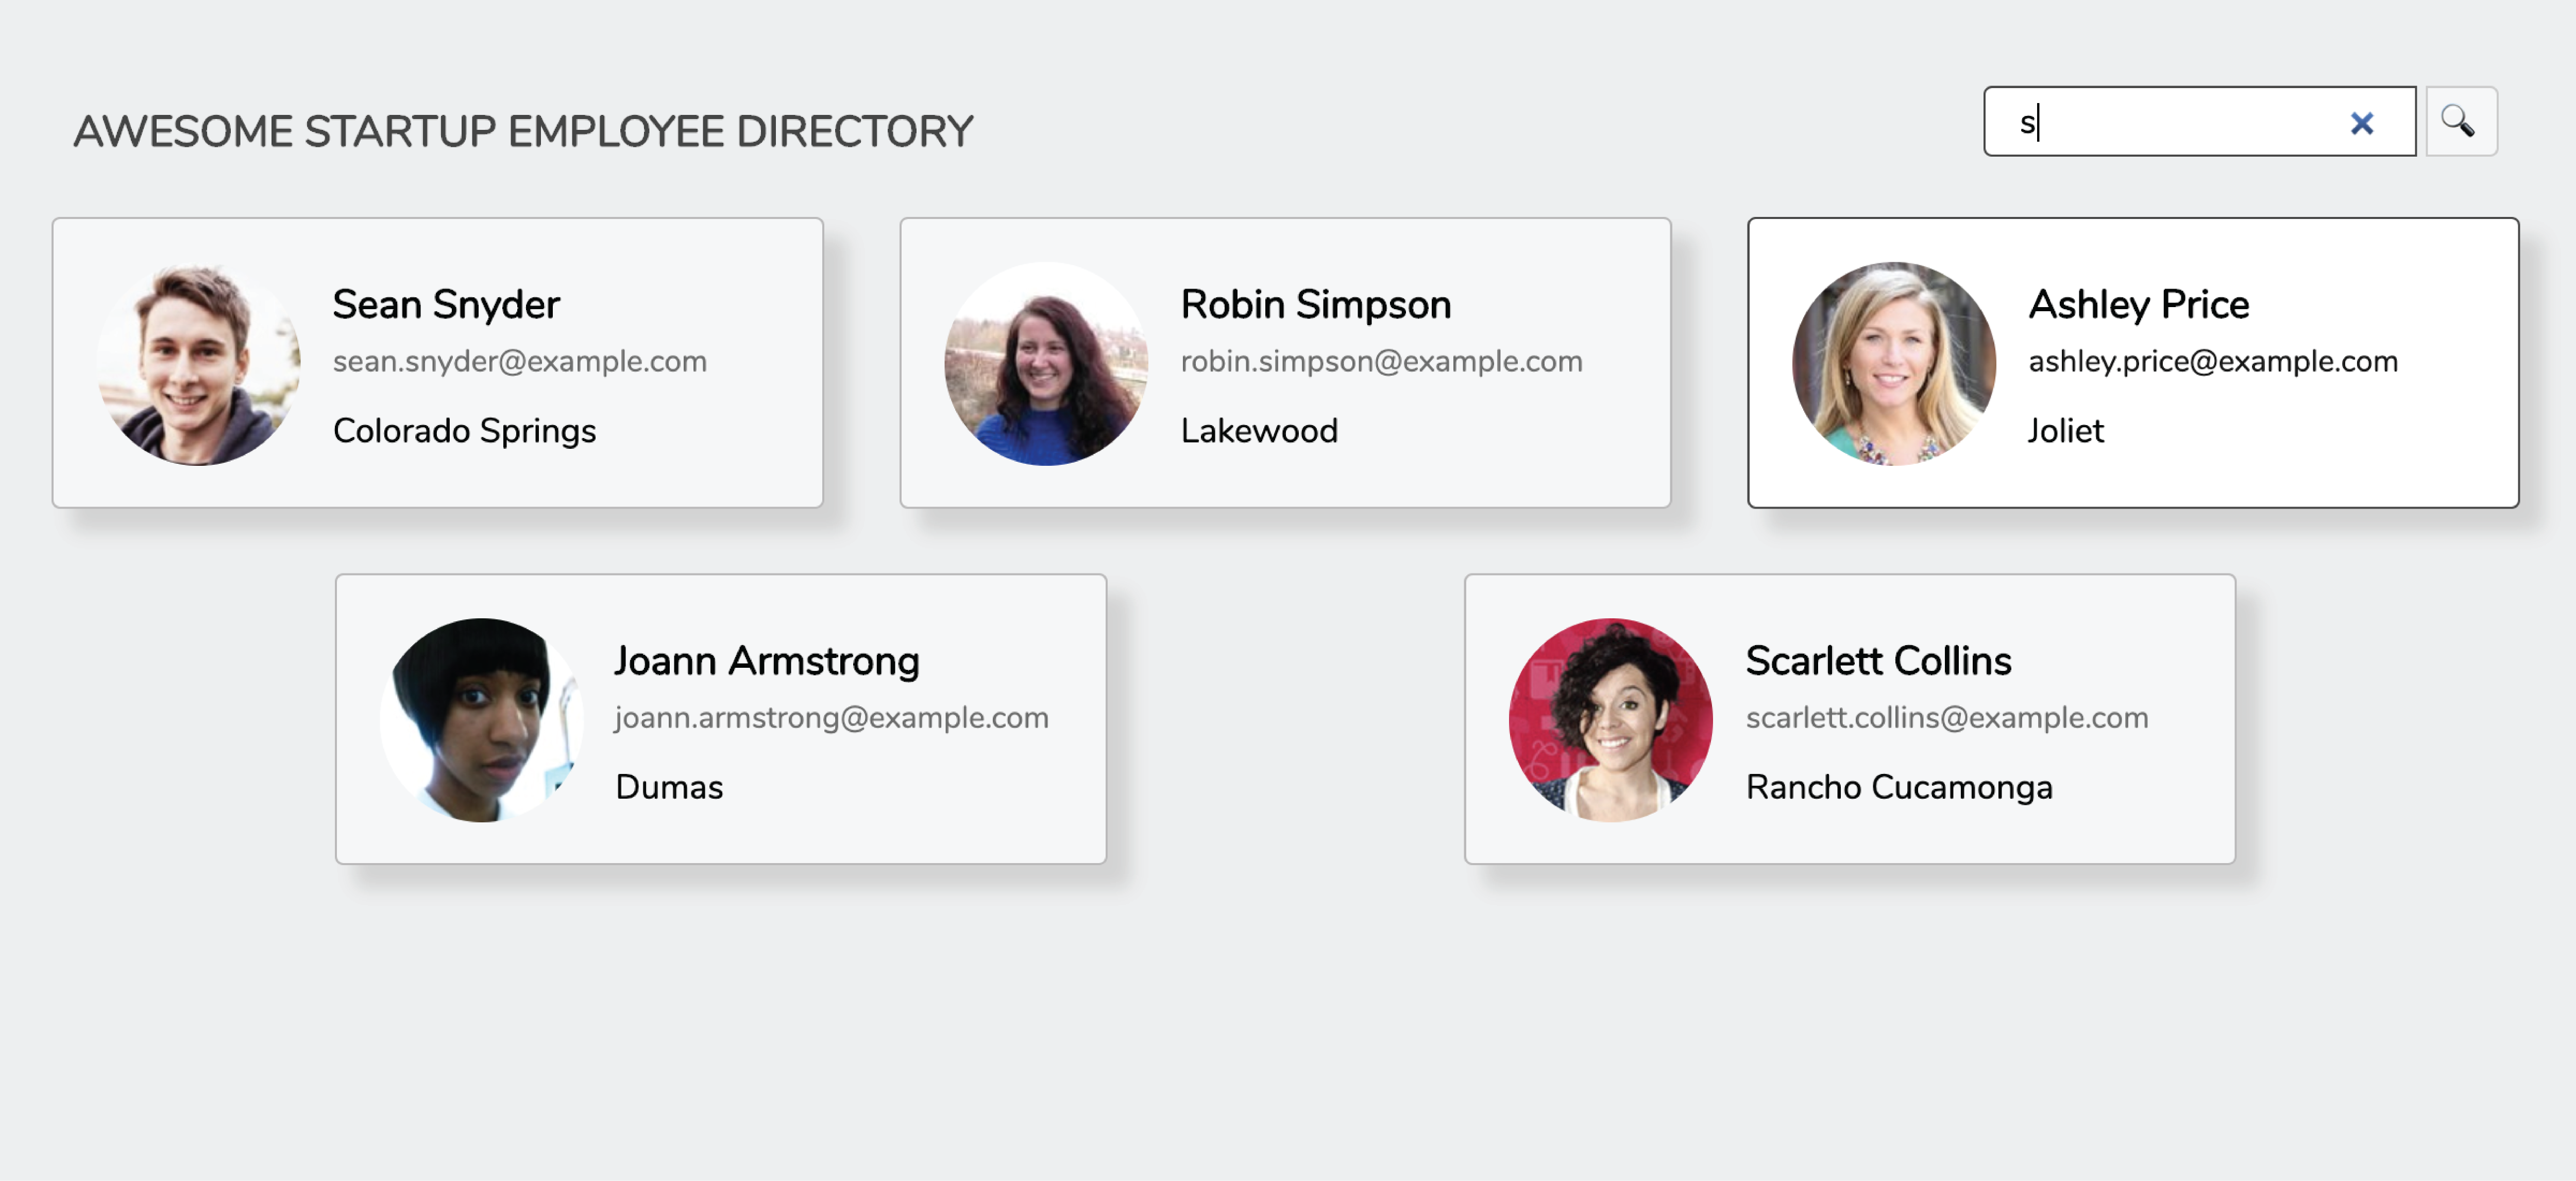 AWESOME STARTUP EMPLOYEE DIRECTORY
s
Sean Snyder
sean.snyder@example.com
Colorado Springs
Robin Simpson
robin.simpson@example.com
Lakewood
Ashley Price
ashley.price@example.com
Joliet
Joann Armstrong
joann.armstrong@example.com
Dumas
Scarlett Collins
scarlett.collins@example.com
Rancho Cucamonga